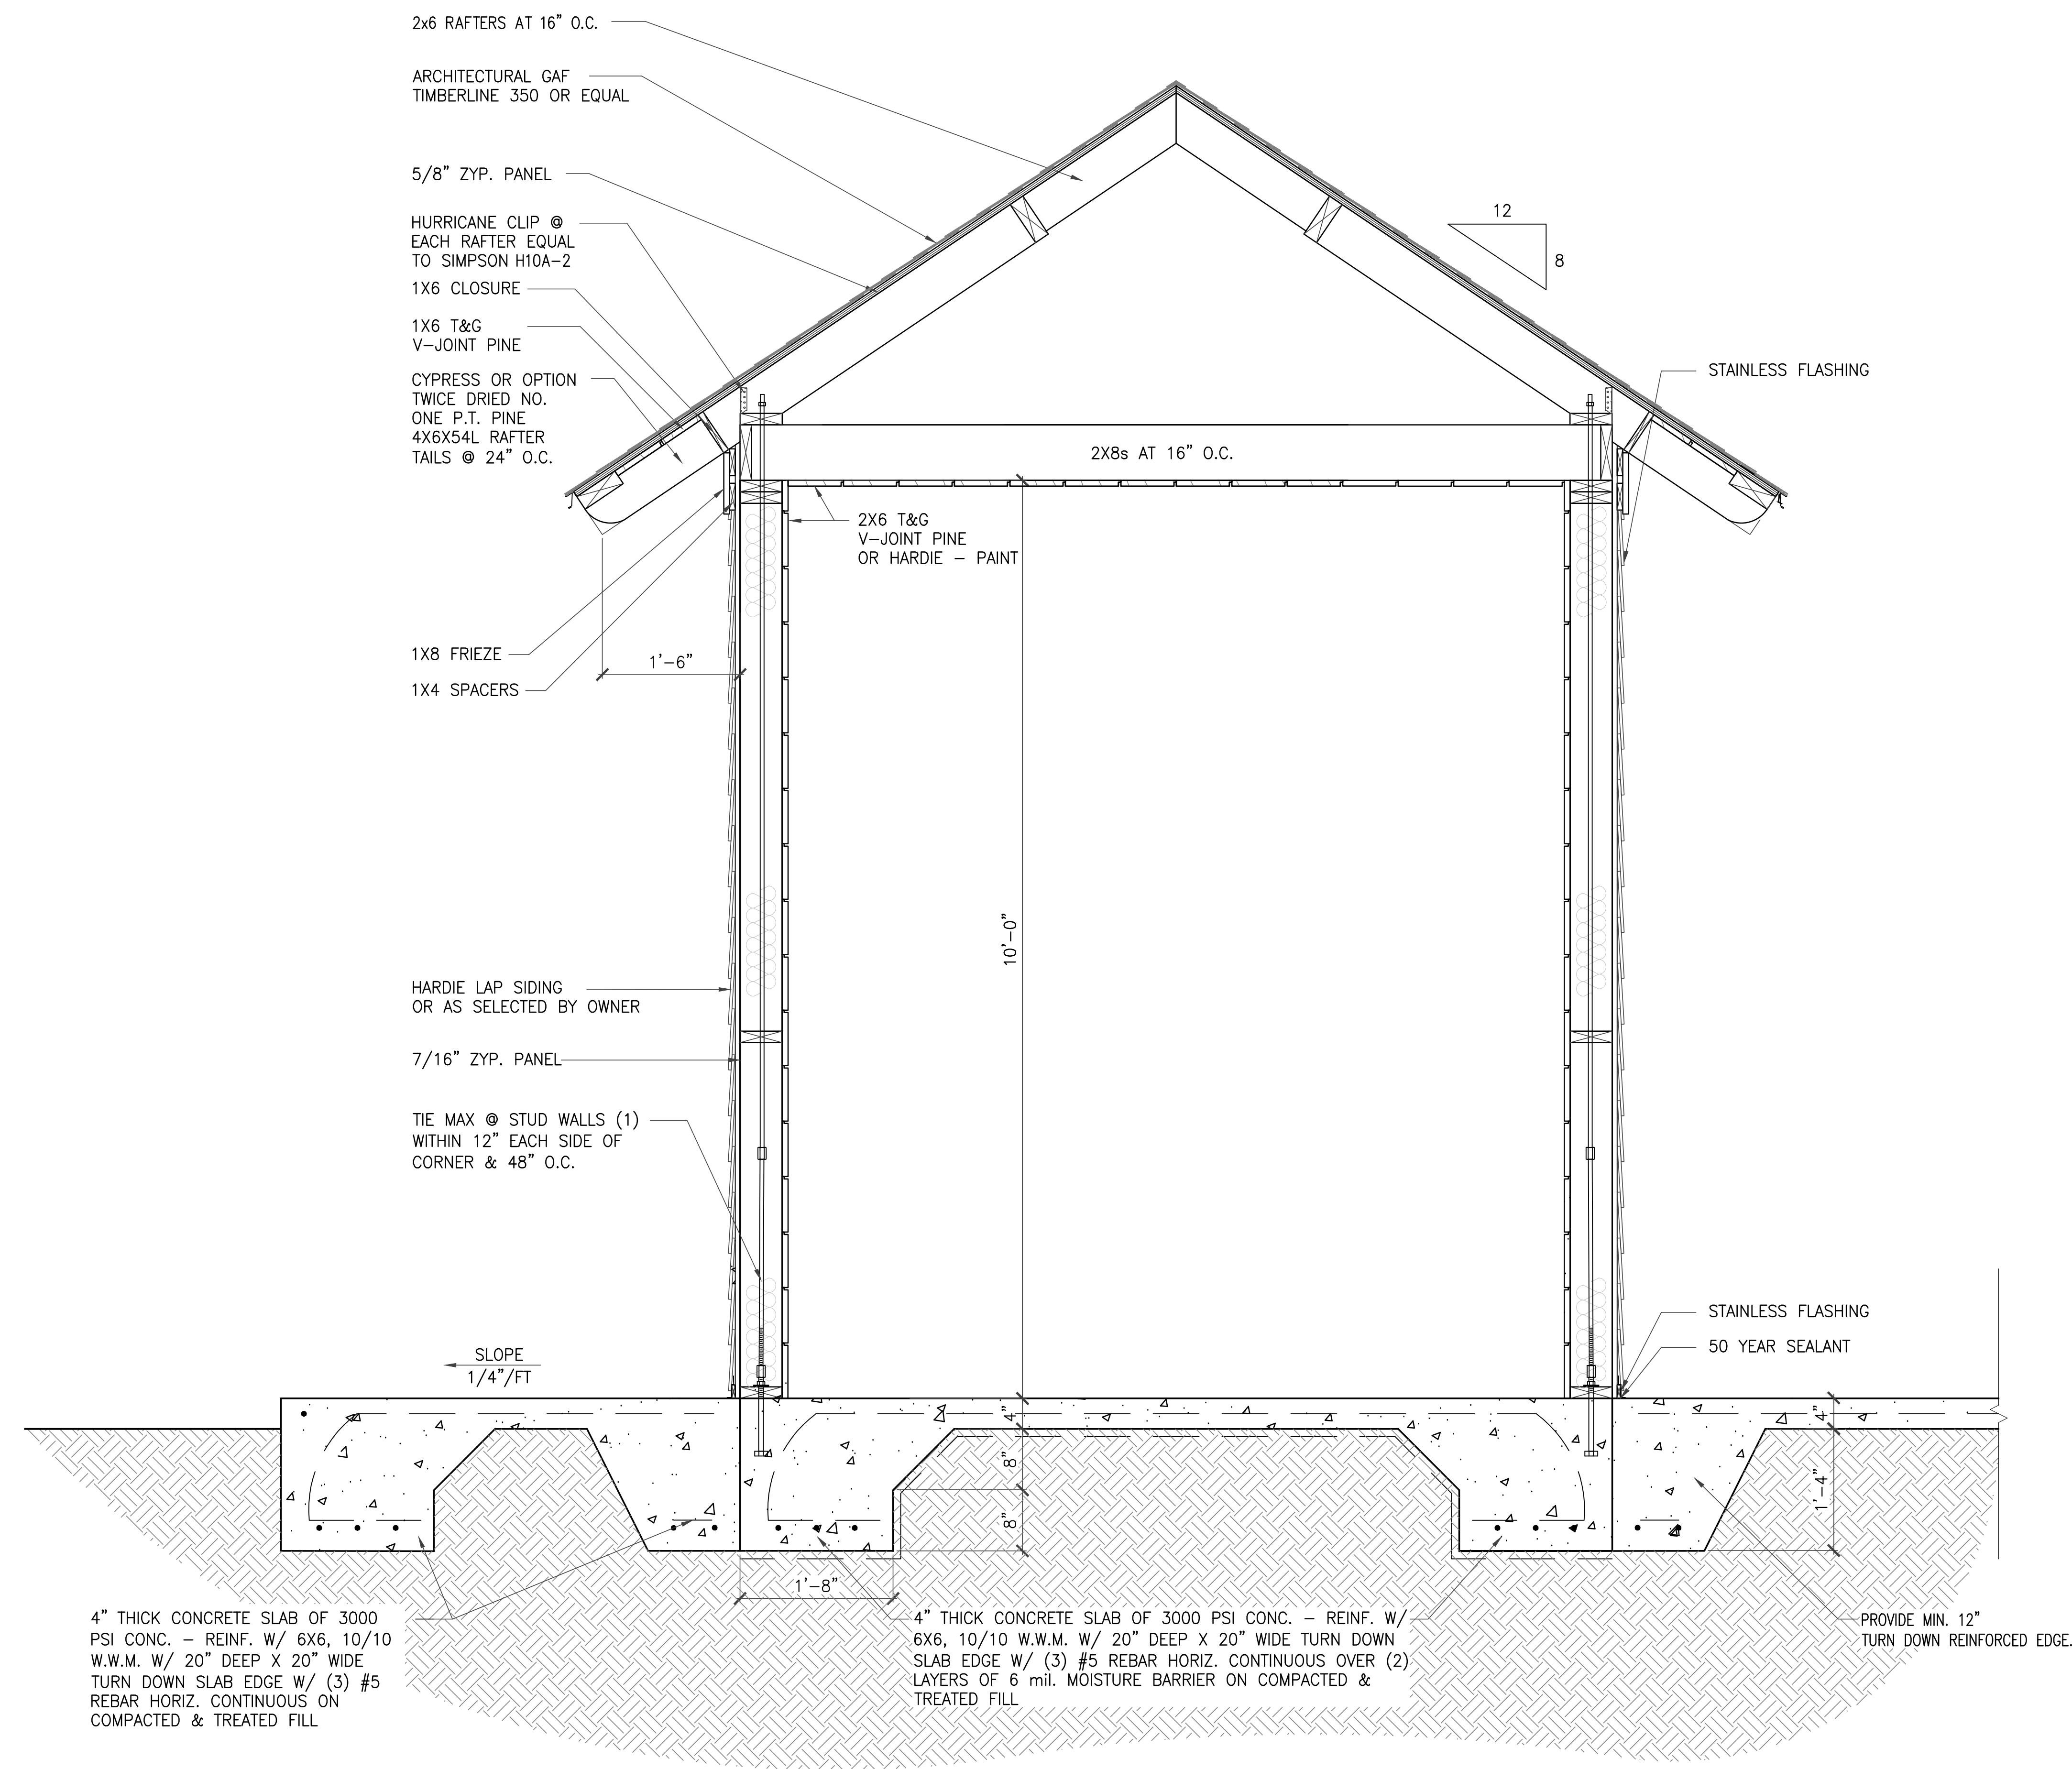 2x6 RAFTERS AT 16" O.C.
ARCHITECTURAL GAF
TIMBERLINE 350 OR EQUAL
5/8" ZYP. PANEL
HURRICANE CLIP @
EACH RAFTER EQUAL
TO SIMPSON H10A-2
1X6 CLOSURE
1X6 T&G
V-JOINT PINE
CYPRESS OR OPTION
TWICE DRIED NO.
ONE P.T. PINE
4X6X54L RAFTER
TAILS @ 24" O.C.
12
8
STAINLESS FLASHING
2X8s AT 16" O.C.
2X6 T&G
V-JOINT PINE
OR HARDIE - PAINT
1X8 FRIEZE
1'-6"
1X4 SPACERS
10'-0"
HARDIE LAP SIDING
OR AS SELECTED BY OWNER
7/16" ZYP. PANEL
TIE MAX @ STUD WALLS (1)
WITHIN 12" EACH SIDE OF
CORNER & 48" O.C.
STAINLESS FLASHING
50 YEAR SEALANT
SLOPE
1/4"/FT
4"
8"
8"
4"
1'-4"
1'-8"
4" THICK CONCRETE SLAB OF 3000
PSI CONC. - REINF. W/ 6X6, 10/10
W.W.M. W/ 20" DEEP X 20" WIDE
TURN DOWN SLAB EDGE W/ (3) #5
REBAR HORIZ. CONTINUOUS ON
COMPACTED & TREATED FILL
4" THICK CONCRETE SLAB OF 3000 PSI CONC. - REINF. W/
6X6, 10/10 W.W.M. W/ 20" DEEP X 20" WIDE TURN DOWN
SLAB EDGE W/ (3) #5 REBAR HORIZ. CONTINUOUS OVER (2)
LAYERS OF 6 mil. MOISTURE BARRIER ON COMPACTED &
TREATED FILL
PROVIDE MIN. 12"
TURN DOWN REINFORCED EDGE.